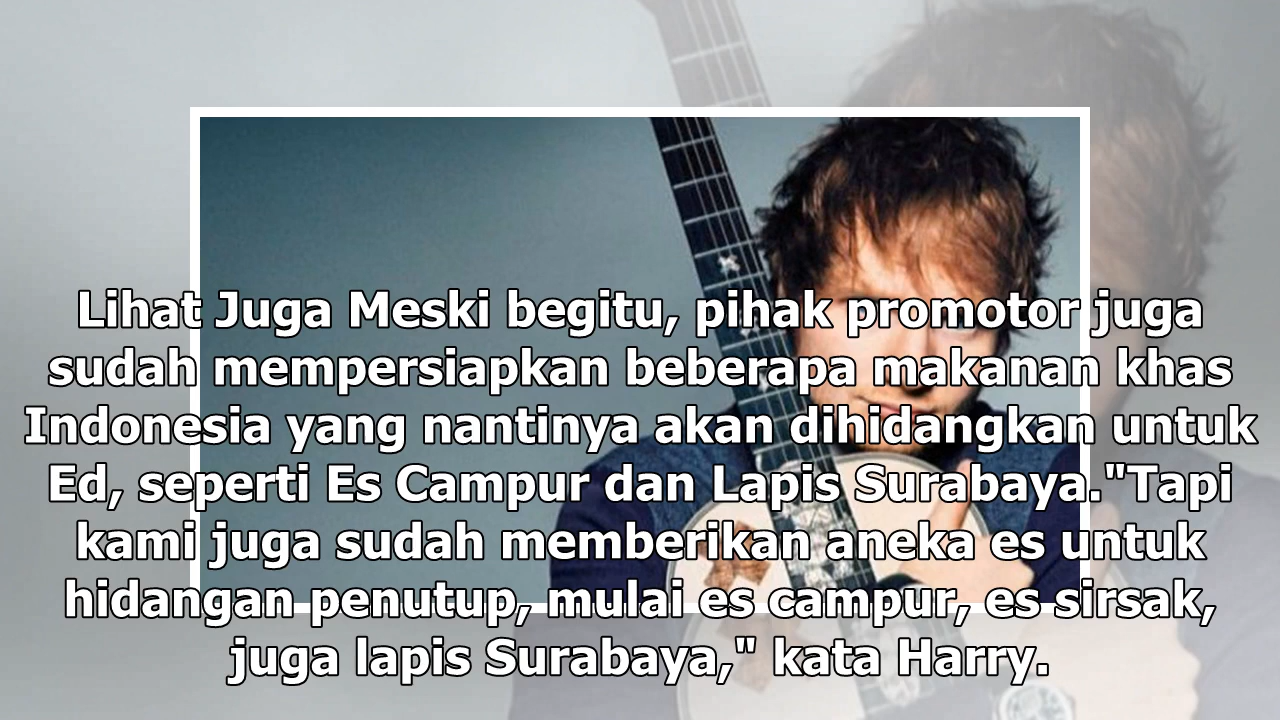 Lihat Juga Meski begitu, pihak promotor juga
sudah mempersiapkan beberapa makanan khas
Indonesia yang nantinya akan dihidangkan untuk
Ed, seperti Es Campur dan Lapis Surabaya."Tapi
kami juga sudah memberikan aneka es untuk
hidangan penutup, mulai es campur, es sirsak,
juga lapis Surabaya," kata Harry.